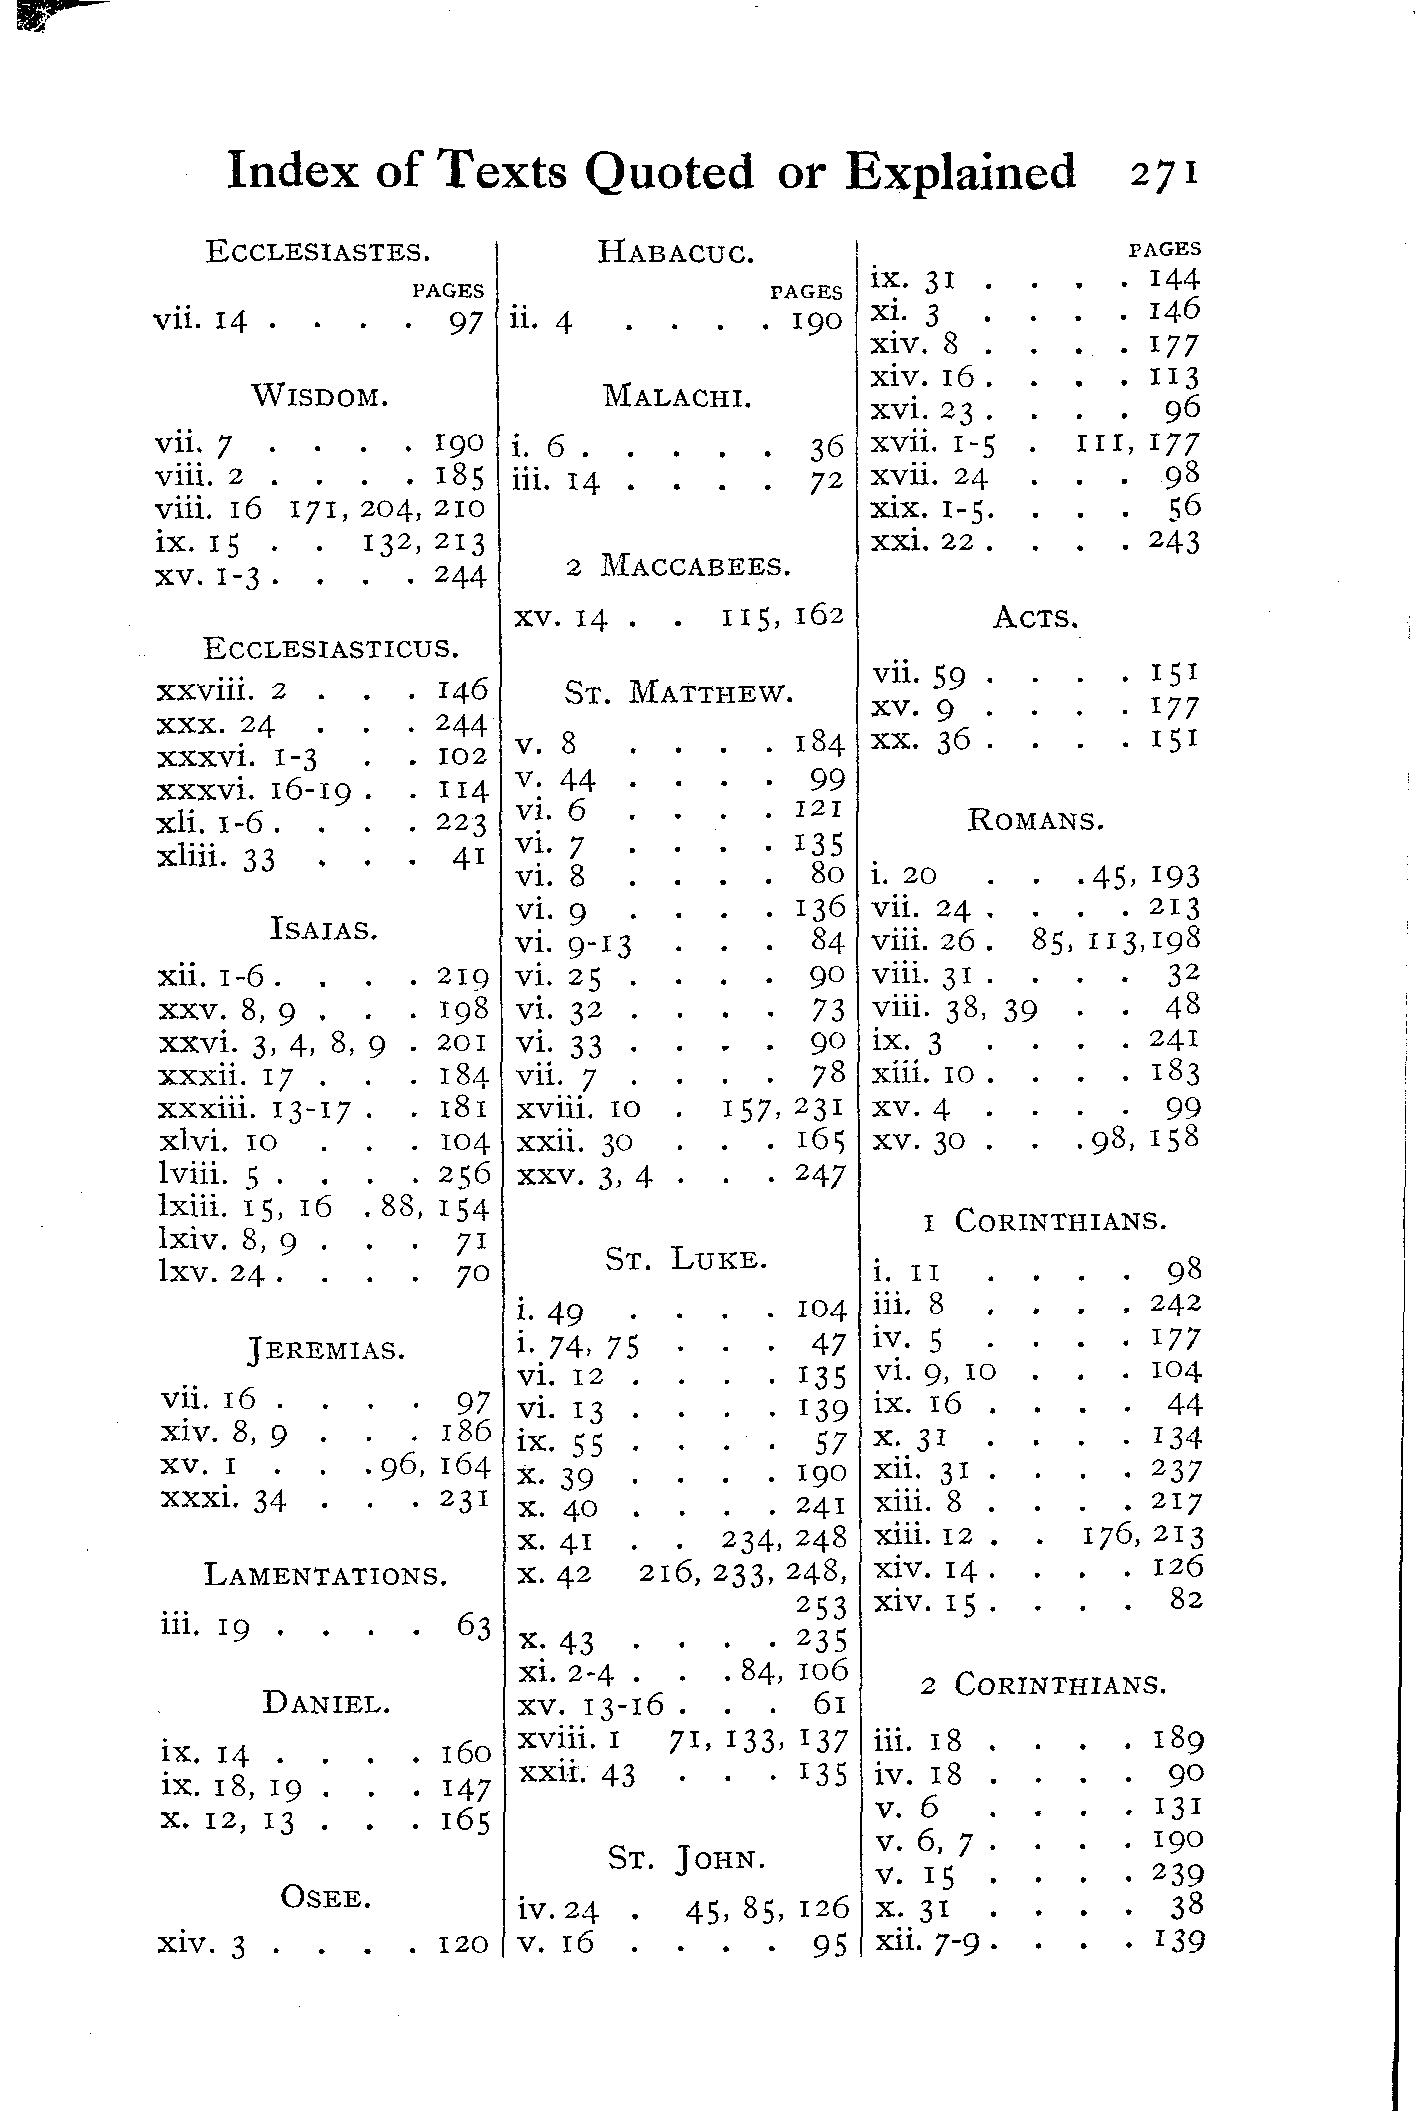 Index of Texts Quoted or Explained 271
ECCLESIASTES.
PAGES
vii. 14 . . . . 97
WISDOM.
vii. 7 . . . . 190
viii. 2 . . . . 185
viii. 16 171, 204, 210
ix. 15 . . 132, 213
xv. 1-3 . . . . 244
ECCLESIASTICUS.
xxviii. 2 . . . 146
xxx. 24 . . . 244
xxxvi. 1-3 . . 102
xxxvi. 16-19 . . 114
xli. 1-6 . . . . 223
xliii. 33 . . . 41
ISAIAS.
xii. 1-6 . . . . 219
xxv. 8, 9 . . . 198
xxvi. 3, 4, 8, 9 . 201
xxxii. 17 . . . 184
xxxiii. 13-17 . . 181
xlvi. 10 . . . 104
lviii. 5 . . . . 256
lxiii. 15, 16 . 88, 154
lxiv. 8, 9 . . . 71
lxv. 24 . . . . 70
JEREMIAS.
vii. 16 . . . . 97
xiv. 8, 9 . . . 186
xv. 1 . . . 96, 164
xxxi. 34 . . . 231
LAMENTATIONS.
iii. 19 . . . . 63
DANIEL.
ix. 14 . . . . 160
ix. 18, 19 . . . 147
x. 12, 13 . . . 165
OSEE.
xiv. 3 . . . . 120
HABACUC.
PAGES
ii. 4 . . . . 190
MALACHI.
i. 6 . . . . . 36
iii. 14 . . . . 72
2 MACCABEES.
xv. 14 . . 115, 162
ST. MATTHEW.
v. 8 . . . . 184
v. 44 . . . . 99
vi. 6 . . . . 121
vi. 7 . . . . 135
vi. 8 . . . . 80
vi. 9 . . . . 136
vi. 9-13 . . . 84
vi. 25 . . . . 90
vi. 32 . . . . 73
vi. 33 . . . . 90
vii. 7 . . . . 78
xviii. 10 . 157, 231
xxii. 30 . . . 165
xxv. 3, 4 . . . 247
ST. LUKE.
i. 49 . . . . 104
i. 74, 75 . . . 47
vi. 12 . . . . 135
vi. 13 . . . . 139
ix. 55 . . . . 57
x. 39 . . . . 190
x. 40 . . . . 241
x. 41 . . 234, 248
x. 42 216, 233, 248,
253
x. 43 . . . . 235
xi. 2-4 . . . 84, 106
xv. 13-16 . . . 61
xviii. 1 71, 133, 137
xxii. 43 . . . 135
ST. JOHN.
iv. 24 . 45, 85, 126
v. 16 . . . . 95
PAGES
ix. 31 . . . . 144
xi. 3 . . . . 146
xiv. 8 . . . . 177
xiv. 16 . . . . 113
xvi. 23 . . . . 96
xvii. 1-5 . 111, 177
xvii. 24 . . . 98
xix. 1-5 . . . . 56
xxi. 22 . . . . 243
ACTS.
vii. 59 . . . . 151
xv. 9 . . . . 177
xx. 36 . . . . 151
ROMANS.
i. 20 . . . 45, 193
vii. 24 . . . . 213
viii. 26 . 85, 113, 198
viii. 31 . . . . 32
viii. 38, 39 . . 48
ix. 3 . . . . 241
xiii. 10 . . . . 183
xv. 4 . . . . 99
xv. 30 . . . 98, 158
1 CORINTHIANS.
i. 11 . . . . 98
iii. 8 . . . . 242
iv. 5 . . . . 177
vi. 9, 10 . . . 104
ix. 16 . . . . 44
x. 31 . . . . 134
xii. 31 . . . . 237
xiii. 8 . . . . 217
xiii. 12 . . 176, 213
xiv. 14 . . . . 126
xiv. 15 . . . . 82
2 CORINTHIANS.
iii. 18 . . . . 189
iv. 18 . . . . 90
v. 6 . . . . 131
v. 6, 7 . . . . 190
v. 15 . . . . 239
x. 31 . . . . 38
xii. 7-9 . . . . 139